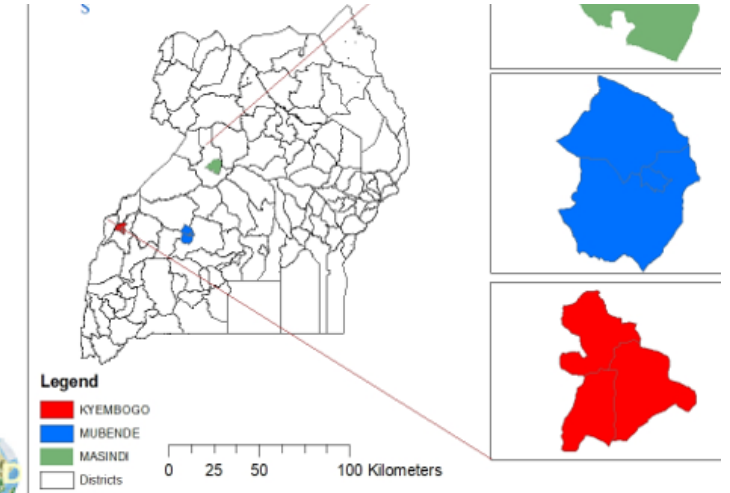 S
Legend
KYEMBOGO
MUBENDE
MASINDI
Districts
0 25 50 100 Kilometers
D